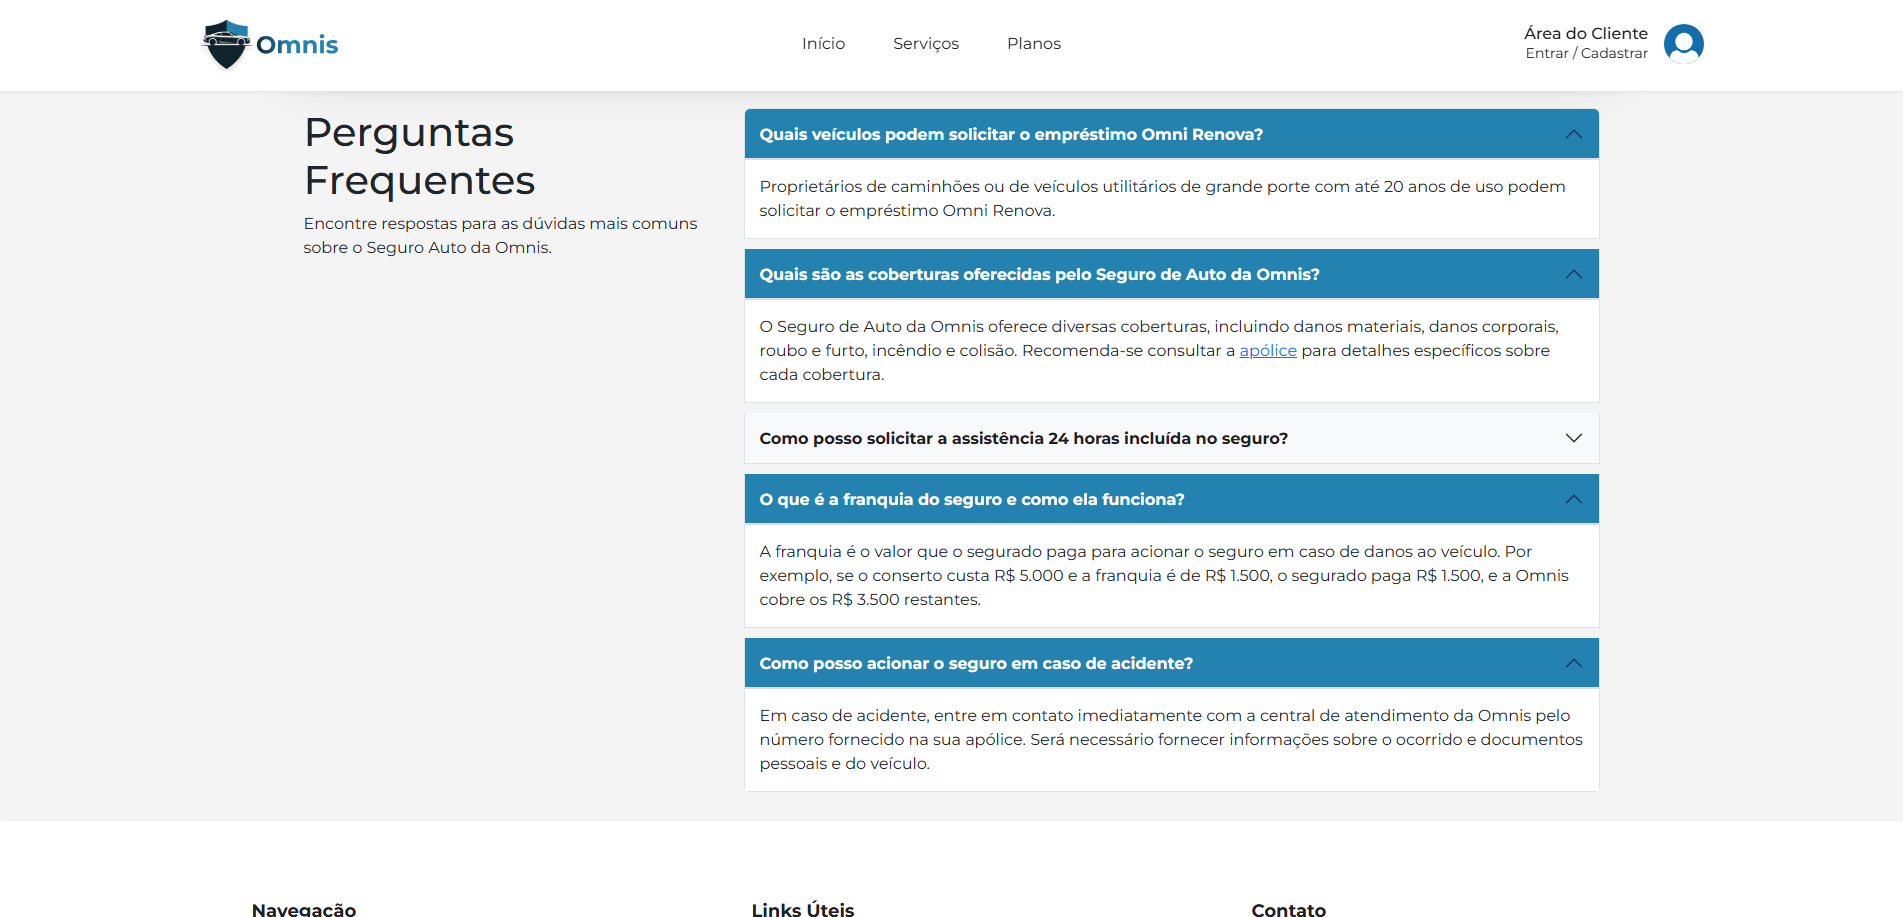 Omnis
Início
Serviços
Planos
Área do Cliente
Entrar / Cadastrar
Perguntas
Frequentes
Encontre respostas para as dúvidas mais comuns
sobre o Seguro Auto da Omnis.
Quais veículos podem solicitar o empréstimo Omni Renova?
Proprietários de caminhões ou de veículos utilitários de grande porte com até 20 anos de uso podem
solicitar o empréstimo Omni Renova.
Quais são as coberturas oferecidas pelo Seguro de Auto da Omnis?
O Seguro de Auto da Omnis oferece diversas coberturas, incluindo danos materiais, danos corporais,
roubo e furto, incêndio e colisão. Recomenda-se consultar a apólice para detalhes específicos sobre
cada cobertura.
Como posso solicitar a assistência 24 horas incluída no seguro?
O que é a franquia do seguro e como ela funciona?
A franquia é o valor que o segurado paga para acionar o seguro em caso de danos ao veículo. Por
exemplo, se o conserto custa R$ 5.000 e a franquia é de R$ 1.500, o segurado paga R$ 1.500, e a Omnis
cobre os R$ 3.500 restantes.
Como posso acionar o seguro em caso de acidente?
Em caso de acidente, entre em contato imediatamente com a central de atendimento da Omnis pelo
número fornecido na sua apólice. Será necessário fornecer informações sobre o ocorrido e documentos
pessoais e do veículo.
Navegação
Links Úteis
Contato